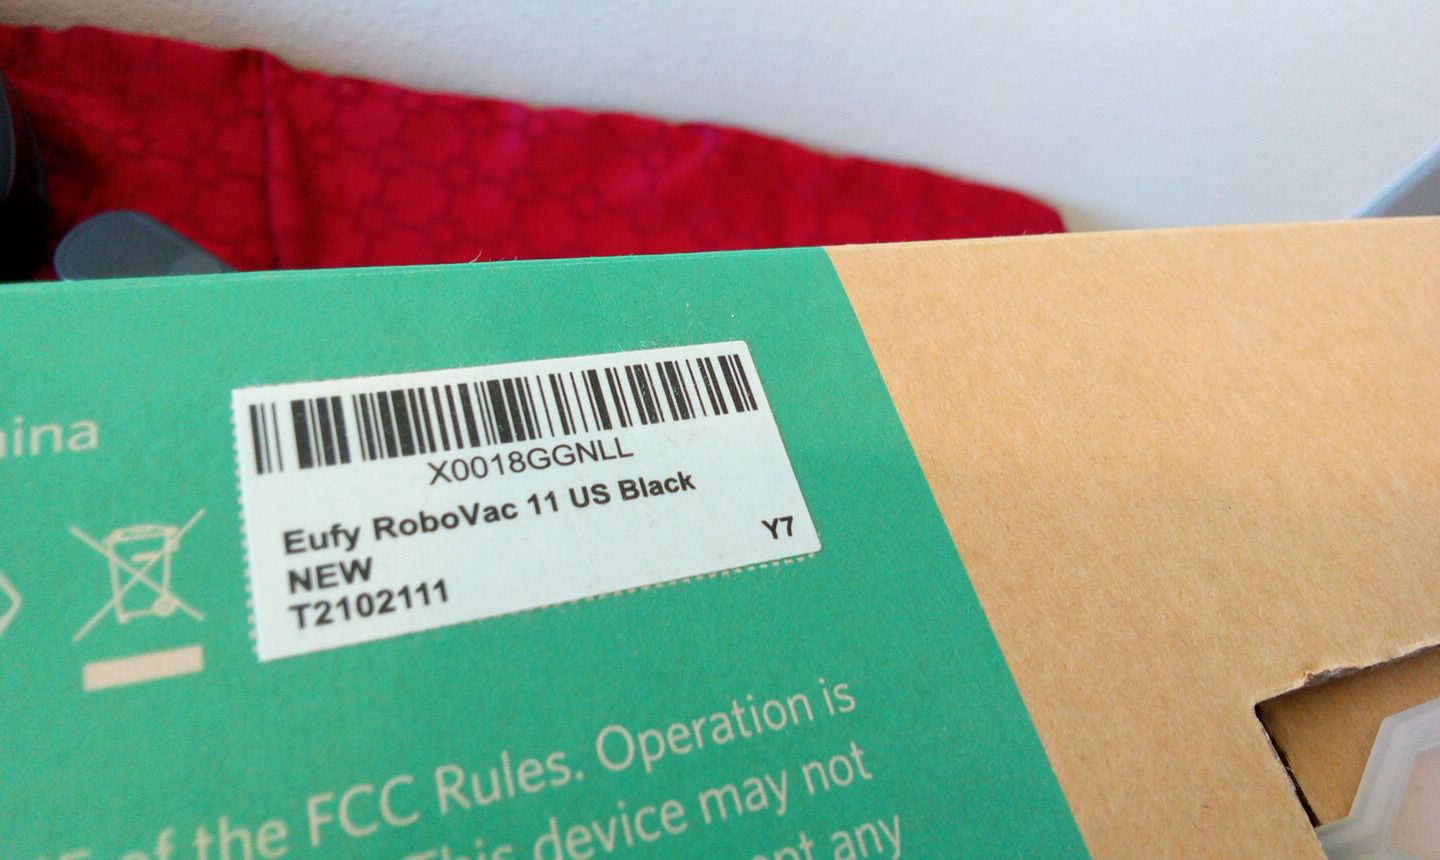 X0018GGNLL
Eufy RoboVac 11 US Black
NEW
Y7
T2102111
of the FCC Rules. Operation is
This device may not
any